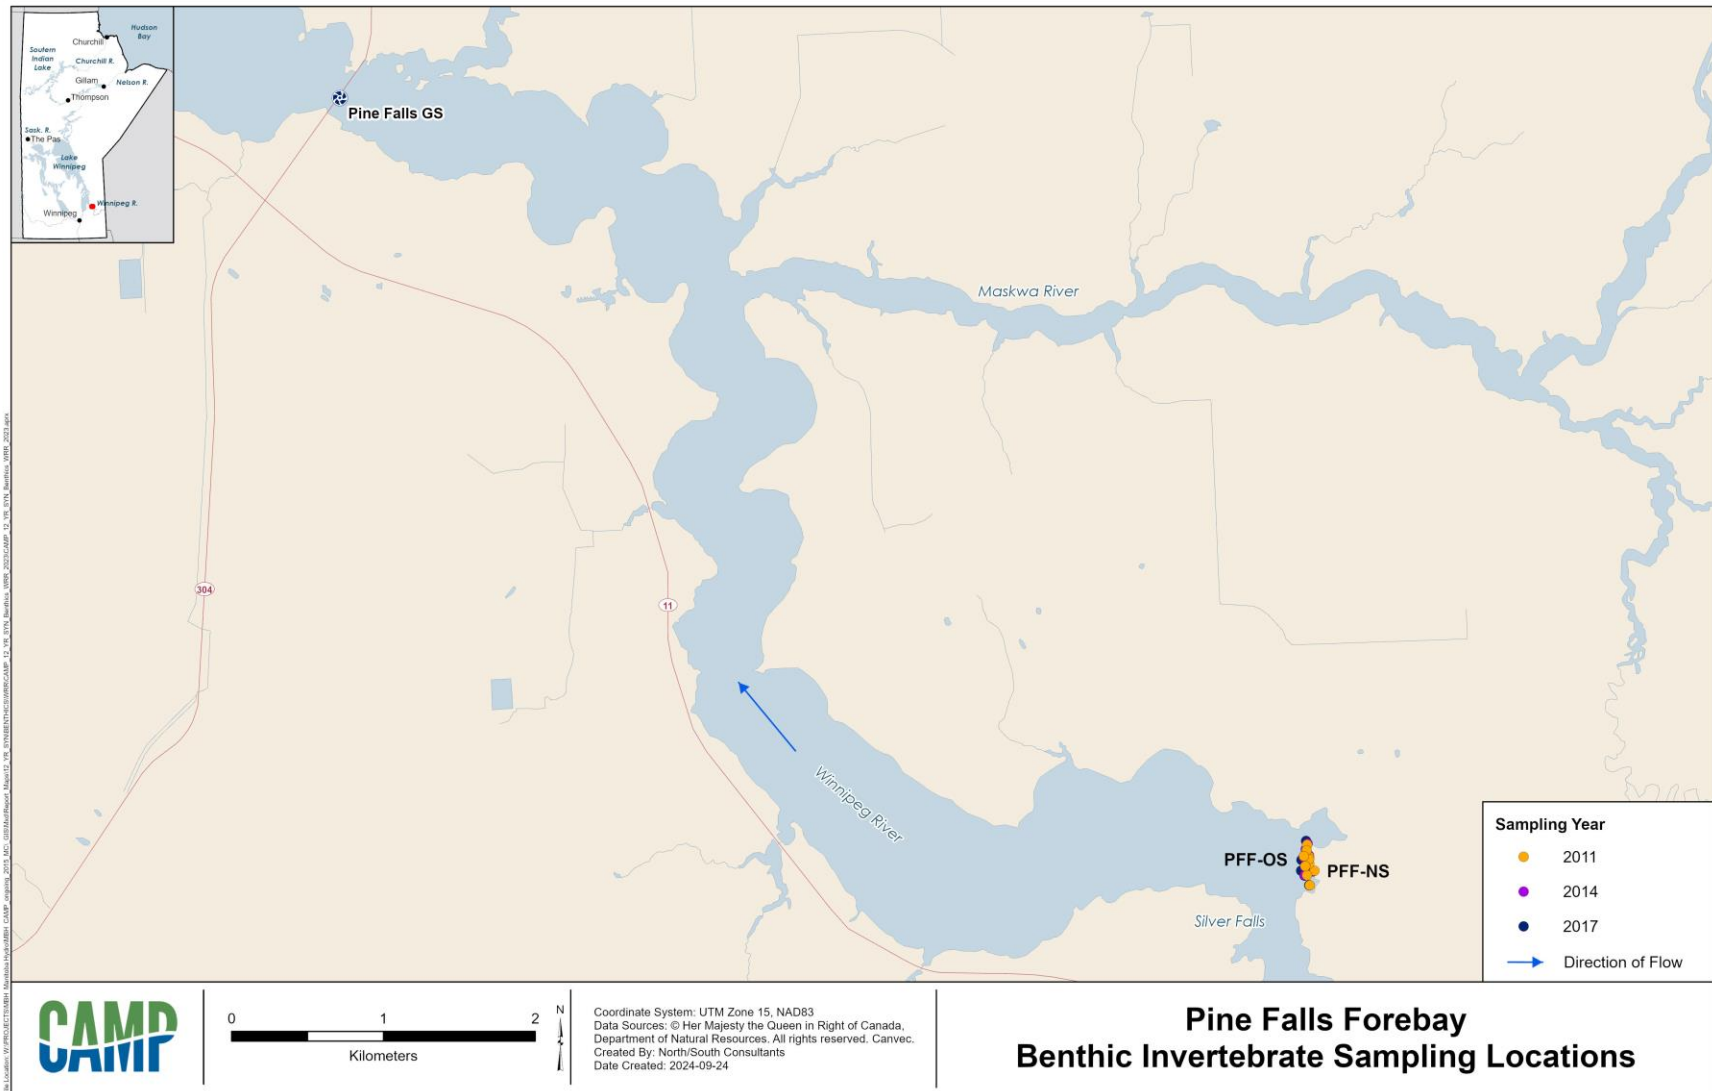 Hudson
Bay
Churchill
Soutern
Indian
Lake
Churchill R.
Gillam
Nelson R.
Thompson
Sask. R.
The Pas
Lake
Winnipeg
Winnipeg R.
Winnipeg
Pine Falls GS
Maskwa River
304
11
Winnipeg River
PFF-OS
PFF-NS
Silver Falls
Sampling Year
2011
2014
2017
Direction of Flow
CAMP
0 1 2
Kilometers
N
Coordinate System: UTM Zone 15, NAD83
Data Sources: © Her Majesty the Queen in Right of Canada,
Department of Natural Resources. All rights reserved. Canvec.
Created By: North/South Consultants
Date Created: 2024-09-24
Pine Falls Forebay
Benthic Invertebrate Sampling Locations